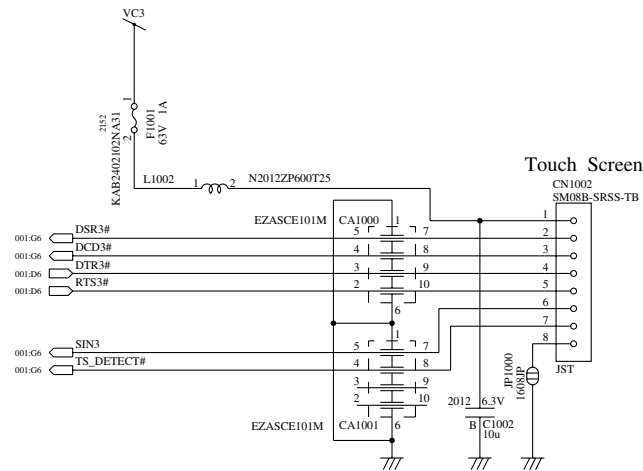 VC3
1
2
2152
KAB2402102NA31
F1001
63V 1A
L1002
1
2
N2012ZP600T25
Touch Screen
CN1002
SM08B-SRSS-TB
1
2
3
4
5
6
7
8
JST
EZASCE101M
CA1000
1
001:G6
DSR3#
5
7
001:G6
DCD3#
4
8
001:D6
DTR3#
3
9
001:D6
RTS3#
2
10
6
1
001:G6
SIN3
5
7
001:G6
TS_DETECT#
4
8
3
9
2
10
EZASCE101M
CA1001
6
2012
6.3V
B
C1002
10u
JP1000
1608JP